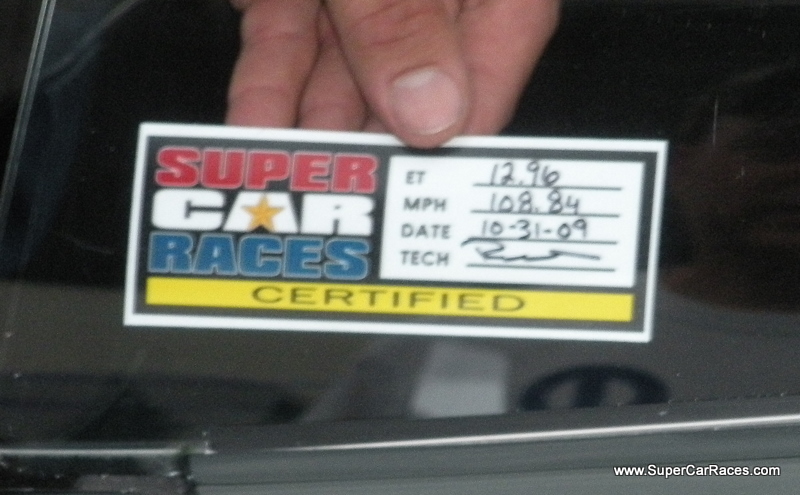 SUPER
CAR
RACES
ET 12.96
MPH 108.84
DATE 10-31-09
TECH
CERTIFIED
www.SuperCarRaces.com